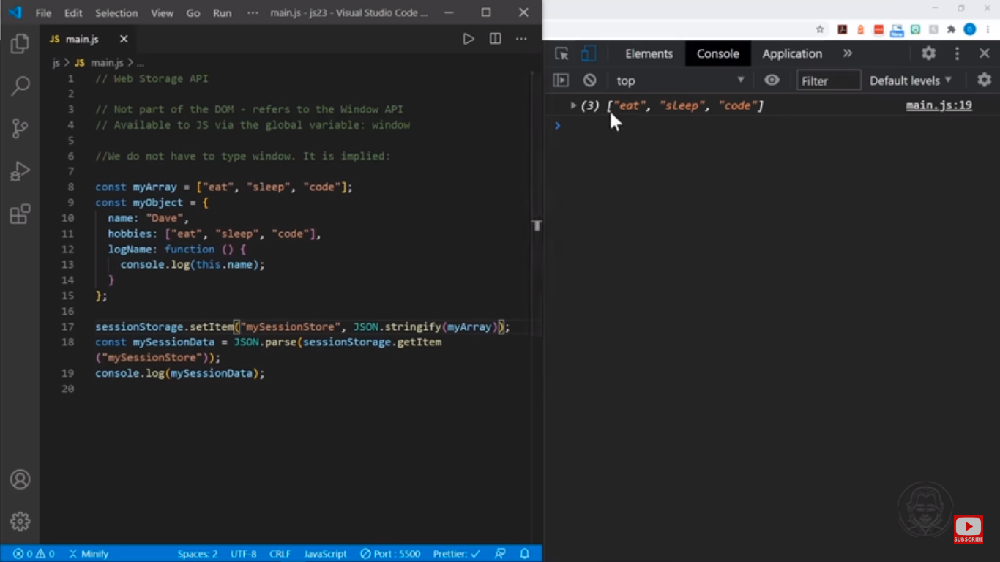 File Edit Selection View Go Run ··· main.js - js23 - Visual Studio Code ...
JS main.js
js > JS main.js > ...
1 // Web Storage API
2
3 // Not part of the DOM - refers to the Window API
4 // Available to JS via the global variable: window
5
6 //We do not have to type window. It is implied:
7
8 const myArray = ["eat", "sleep", "code"];
9 const myObject = {
10 name: "Dave",
11 hobbies: ["eat", "sleep", "code"],
12 logName: function () {
13 console.log(this.name);
14 }
15 };
16
17 sessionStorage.setItem("mySessionStore", JSON.stringify(myArray));
18 const mySessionData = JSON.parse(sessionStorage.getItem
("mySessionStore"));
19 console.log(mySessionData);
20
0 0 Minify Spaces: 2 UTF-8 CRLF JavaScript Port : 5500 Prettier: ✓
New
Elements Console Application »
top Filter Default levels
(3) ["eat", "sleep", "code"] main.js:19
>
SUBSCRIBE